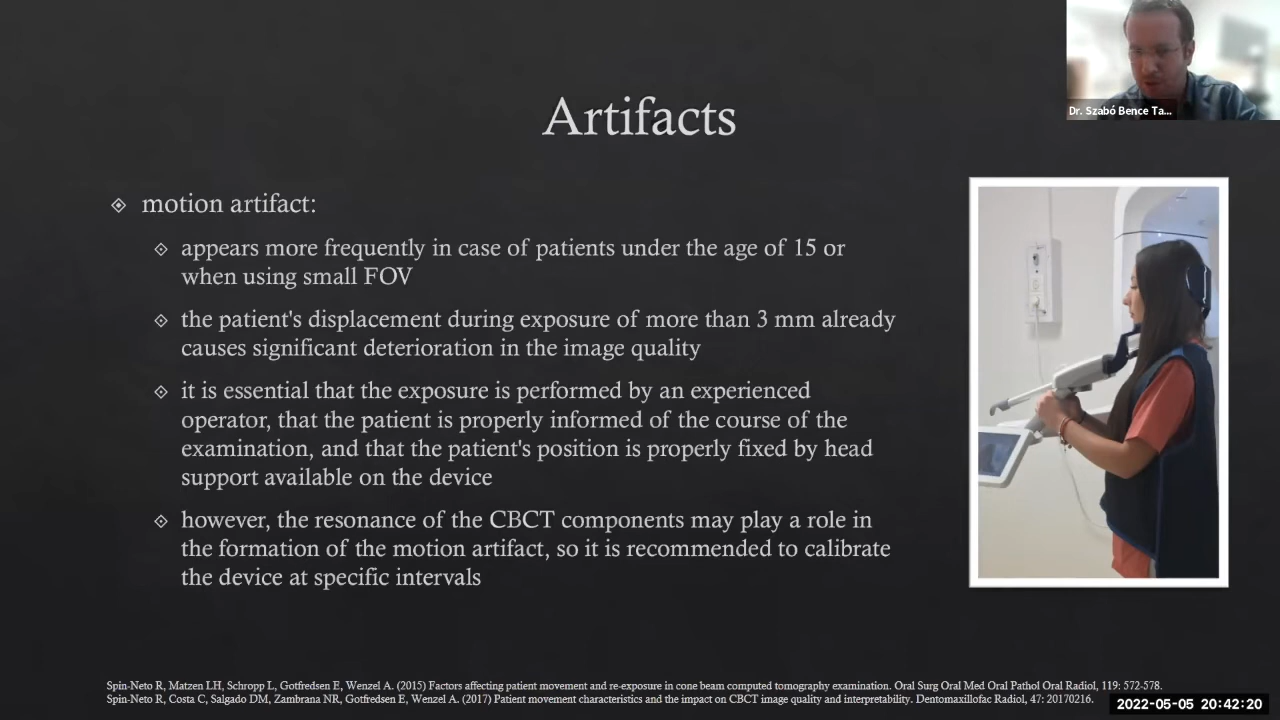 Dr. Szabó Bence Ta...
Artifacts
motion artifact:
appears more frequently in case of patients under the age of 15 or
when using small FOV
the patient's displacement during exposure of more than 3 mm already
causes significant deterioration in the image quality
it is essential that the exposure is performed by an experienced
operator, that the patient is properly informed of the course of the
examination, and that the patient's position is properly fixed by head
support available on the device
however, the resonance of the CBCT components may play a role in
the formation of the motion artifact, so it is recommended to calibrate
the device at specific intervals
Spin-Neto R, Matzen LH, Schropp L, Gotfredsen E, Wenzel A. (2015) Factors affecting patient movement and re-exposure in cone beam computed tomography examination. Oral Surg Oral Med Oral Pathol Oral Radiol, 119: 572-578.
Spin-Neto R, Costa C, Salgado DM, Zambrana NR, Gotfredsen E, Wenzel A. (2017) Patient movement characteristics and the impact on CBCT image quality and interpretability. Dentomaxillofac Radiol, 47: 20170216.
2022-05-05 20:42:20